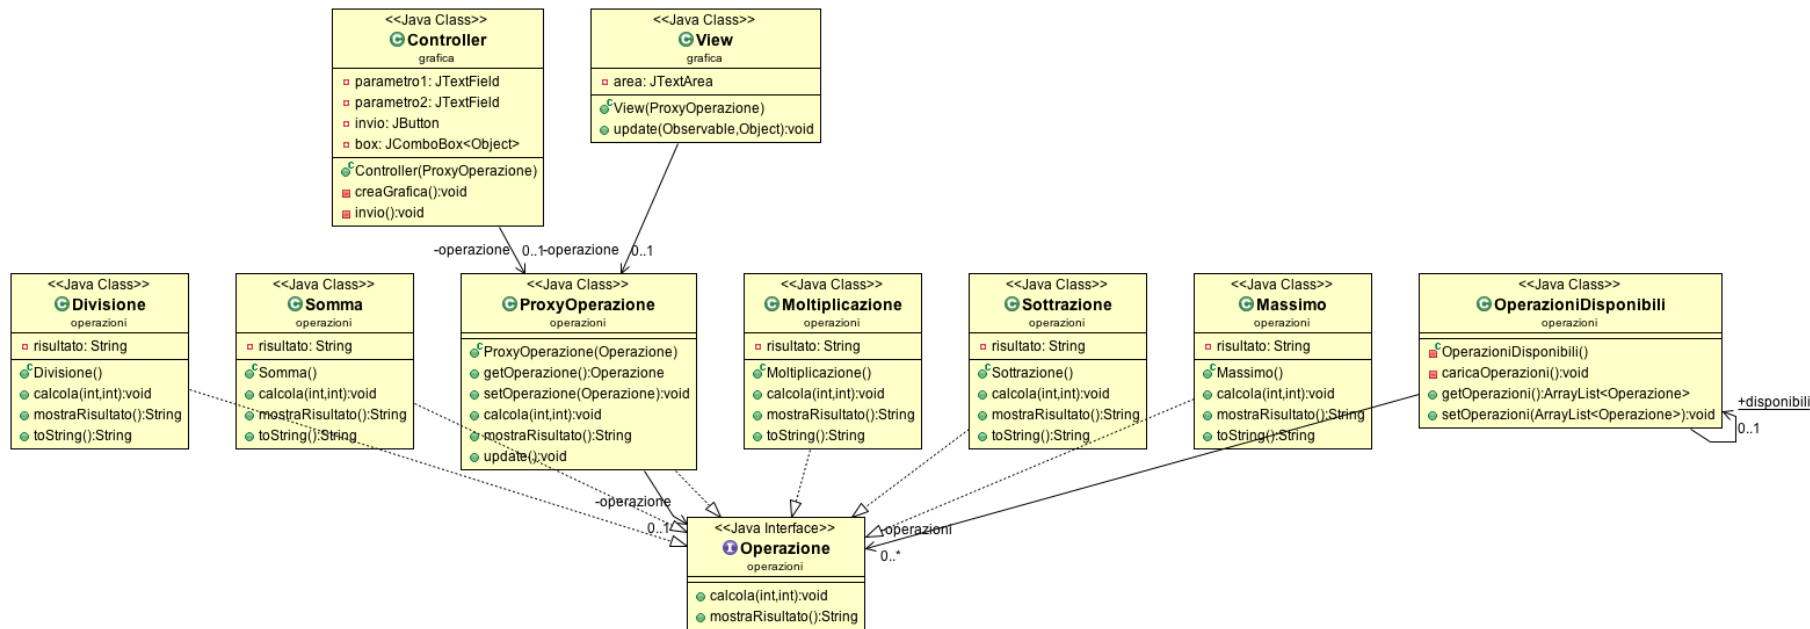 <<Java Class>>
Controller
grafica
parametro1: JTextField
parametro2: JTextField
invio: JButton
box: JComboBox<Object>
Controller(ProxyOperazione)
creaGrafica():void
invio():void
<<Java Class>>
View
grafica
area: JTextArea
View(ProxyOperazione)
update(Observable,Object):void
-operazione
0..1
-operazione
0..1
<<Java Class>>
Divisione
operazioni
risultato: String
Divisione()
calcola(int,int):void
mostraRisultato():String
toString():String
<<Java Class>>
Somma
operazioni
risultato: String
Somma()
calcola(int,int):void
mostraRisultato():String
toString():String
<<Java Class>>
ProxyOperazione
operazioni
ProxyOperazione(Operazione)
getOperazione():Operazione
setOperazione(Operazione):void
calcola(int,int):void
mostraRisultato():String
update():void
<<Java Class>>
Moltiplicazione
operazioni
risultato: String
Moltiplicazione()
calcola(int,int):void
mostraRisultato():String
toString():String
<<Java Class>>
Sottrazione
operazioni
risultato: String
Sottrazione()
calcola(int,int):void
mostraRisultato():String
toString():String
<<Java Class>>
Massimo
operazioni
risultato: String
Massimo()
calcola(int,int):void
mostraRisultato():String
toString():String
<<Java Class>>
OperazioniDisponibili
operazioni
OperazioniDisponibili()
caricaOperazioni():void
getOperazioni():ArrayList<Operazione>
setOperazioni(ArrayList<Operazione>):void
+disponibili
0..1
-operazione
0..1
-operazioni
0..*
<<Java Interface>>
Operazione
operazioni
calcola(int,int):void
mostraRisultato():String